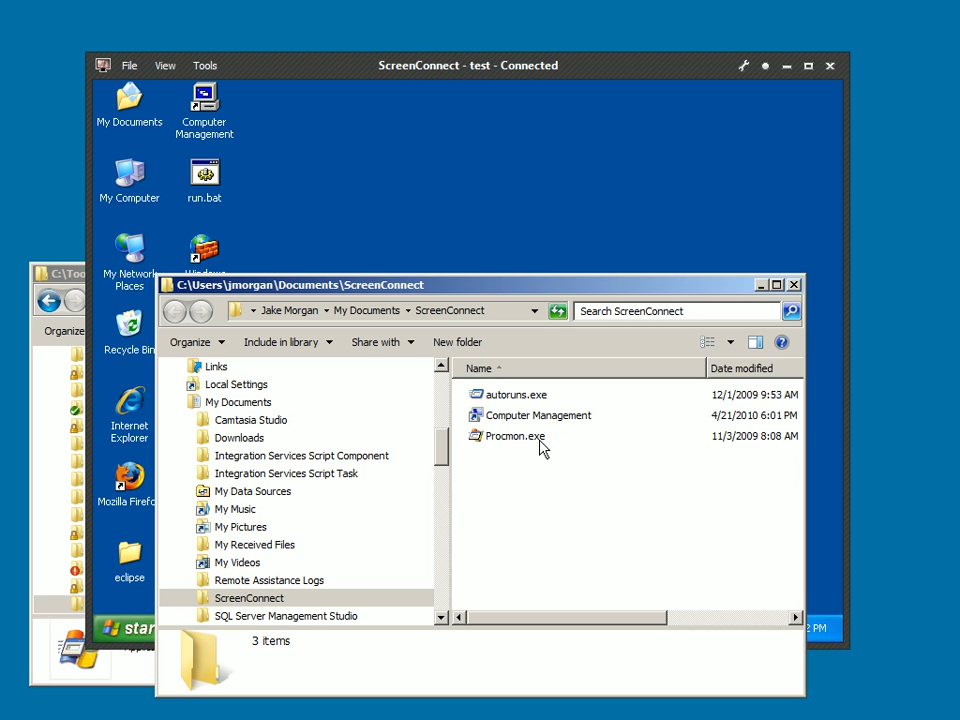 File View Tools ScreenConnect - test - Connected
My Documents
Computer Management
My Computer
run.bat
My Network Places
Recycle Bin
Internet Explorer
Mozilla Firefo
eclipse
star
2 PM
C:\Too
Organize
C:\Users\jmorgan\Documents\ScreenConnect
Jake Morgan My Documents ScreenConnect
Search ScreenConnect
Organize Include in library Share with New folder
Links
Local Settings
My Documents
Camtasia Studio
Downloads
Integration Services Script Component
Integration Services Script Task
My Data Sources
My Music
My Pictures
My Received Files
My Videos
Remote Assistance Logs
ScreenConnect
SQL Server Management Studio
Name Date modified
autoruns.exe 12/1/2009 9:53 AM
Computer Management 4/21/2010 6:01 PM
Procmon.exe 11/3/2009 8:08 AM
3 items